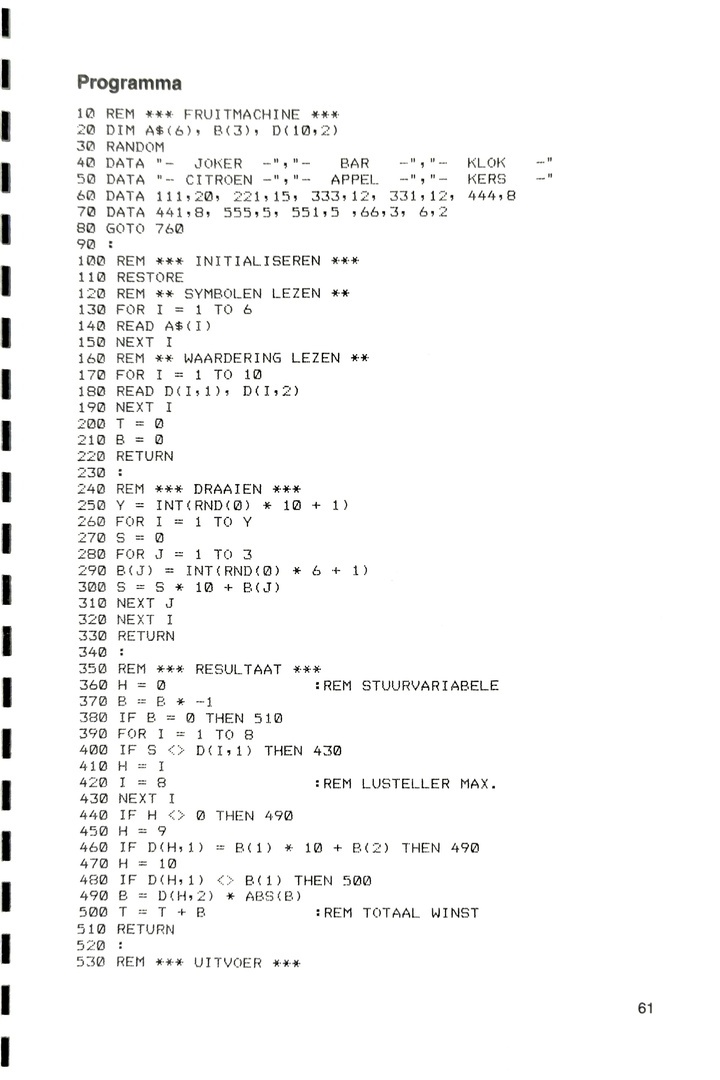 Programma
10 REM *** FRUITMACHINE ***
20 DIM A$(6), B(3), D(10,2)
30 RANDOM
40 DATA "-  JOKER  -","-   BAR   -","-  KLOK   -"
50 DATA "- CITROEN -","-  APPEL  -","-  KERS   -"
60 DATA 111,20, 221,15, 333,12, 331,12, 444,8
70 DATA 441,8, 555,5, 551,5 ,66,3, 6,2
80 GOTO 760
90 :
100 REM *** INITIALISEREN ***
110 RESTORE
120 REM ** SYMBOLEN LEZEN **
130 FOR I = 1 TO 6
140 READ A$(I)
150 NEXT I
160 REM ** WAARDERING LEZEN **
170 FOR I = 1 TO 10
180 READ D(I,1), D(I,2)
190 NEXT I
200 T = 0
210 B = 0
220 RETURN
230 :
240 REM *** DRAAIEN ***
250 Y = INT(RND(0) * 10 + 1)
260 FOR I = 1 TO Y
270 S = 0
280 FOR J = 1 TO 3
290 B(J) = INT(RND(0) * 6 + 1)
300 S = S * 10 + B(J)
310 NEXT J
320 NEXT I
330 RETURN
340 :
350 REM *** RESULTAAT ***
360 H = 0               :REM STUURVARIABELE
370 B = B * -1
380 IF B = 0 THEN 510
390 FOR I = 1 TO 8
400 IF S <> D(I,1) THEN 430
410 H = I
420 I = 8               :REM LUSTELLER MAX.
430 NEXT I
440 IF H <> 0 THEN 490
450 H = 9
460 IF D(H,1) = B(1) * 10 + B(2) THEN 490
470 H = 10
480 IF D(H,1) <> B(1) THEN 500
490 B = D(H,2) * ABS(B)
500 T = T + B           :REM TOTAAL WINST
510 RETURN
520 :
530 REM *** UITVOER ***
61